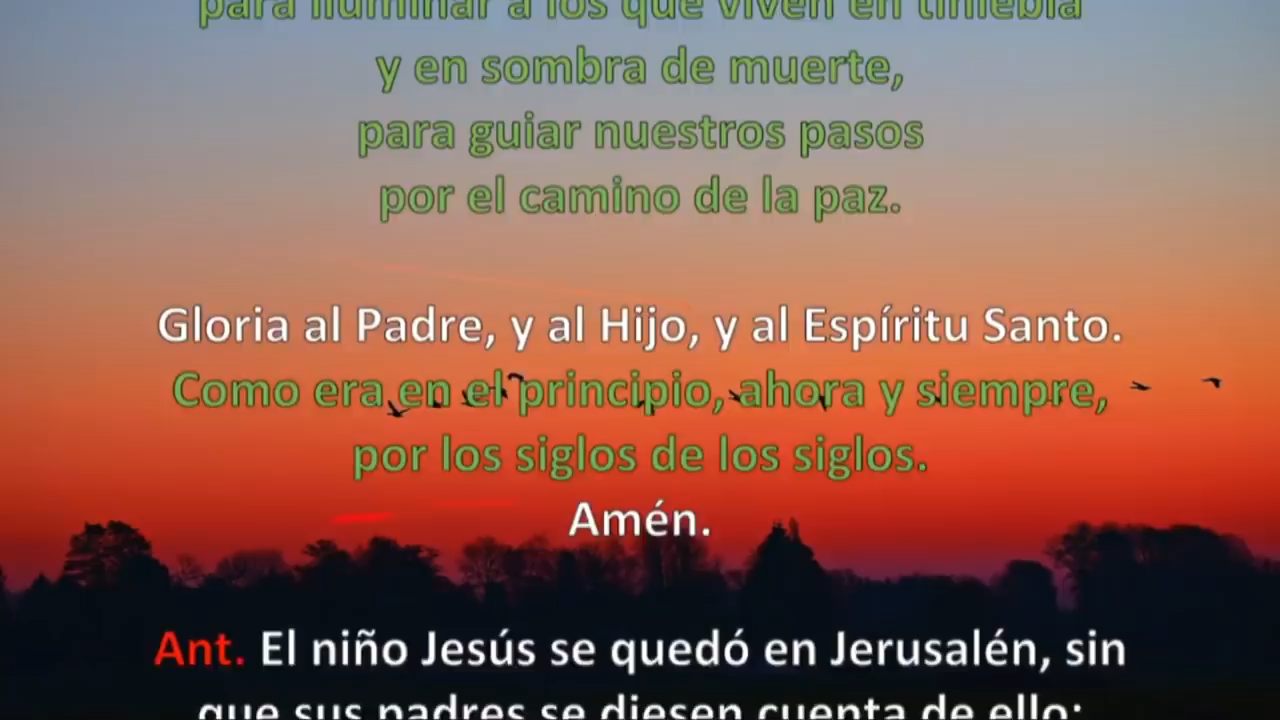 para iluminar a los que viven en tiniebla
y en sombra de muerte,
para guiar nuestros pasos
por el camino de la paz.
Gloria al Padre, y al Hijo, y al Espíritu Santo.
Como era en el principio, ahora y siempre,
por los siglos de los siglos.
Amén.
Ant. El niño Jesús se quedó en Jerusalén, sin
que sus padres se diesen cuenta de ello;